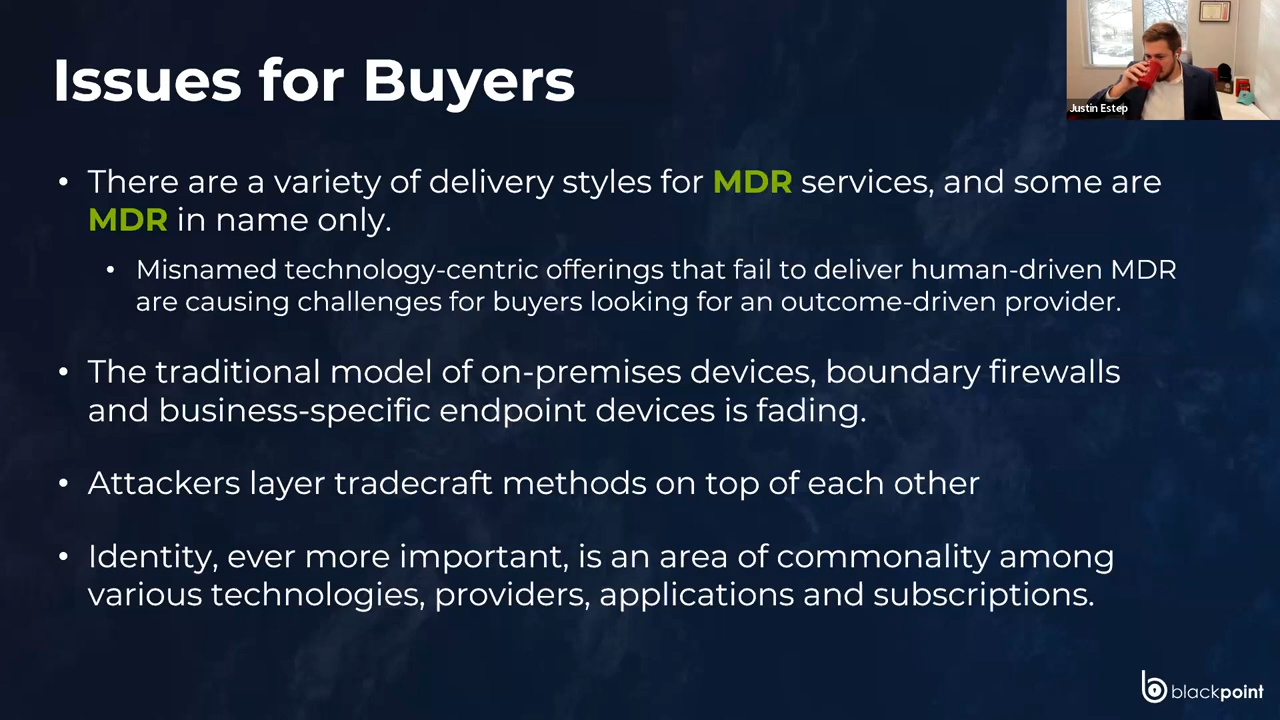 Issues for Buyers
Justin Estep
• There are a variety of delivery styles for MDR services, and some are
MDR in name only.
• Misnamed technology-centric offerings that fail to deliver human-driven MDR
are causing challenges for buyers looking for an outcome-driven provider.
• The traditional model of on-premises devices, boundary firewalls
and business-specific endpoint devices is fading.
• Attackers layer tradecraft methods on top of each other
• Identity, ever more important, is an area of commonality among
various technologies, providers, applications and subscriptions.
blackpoint